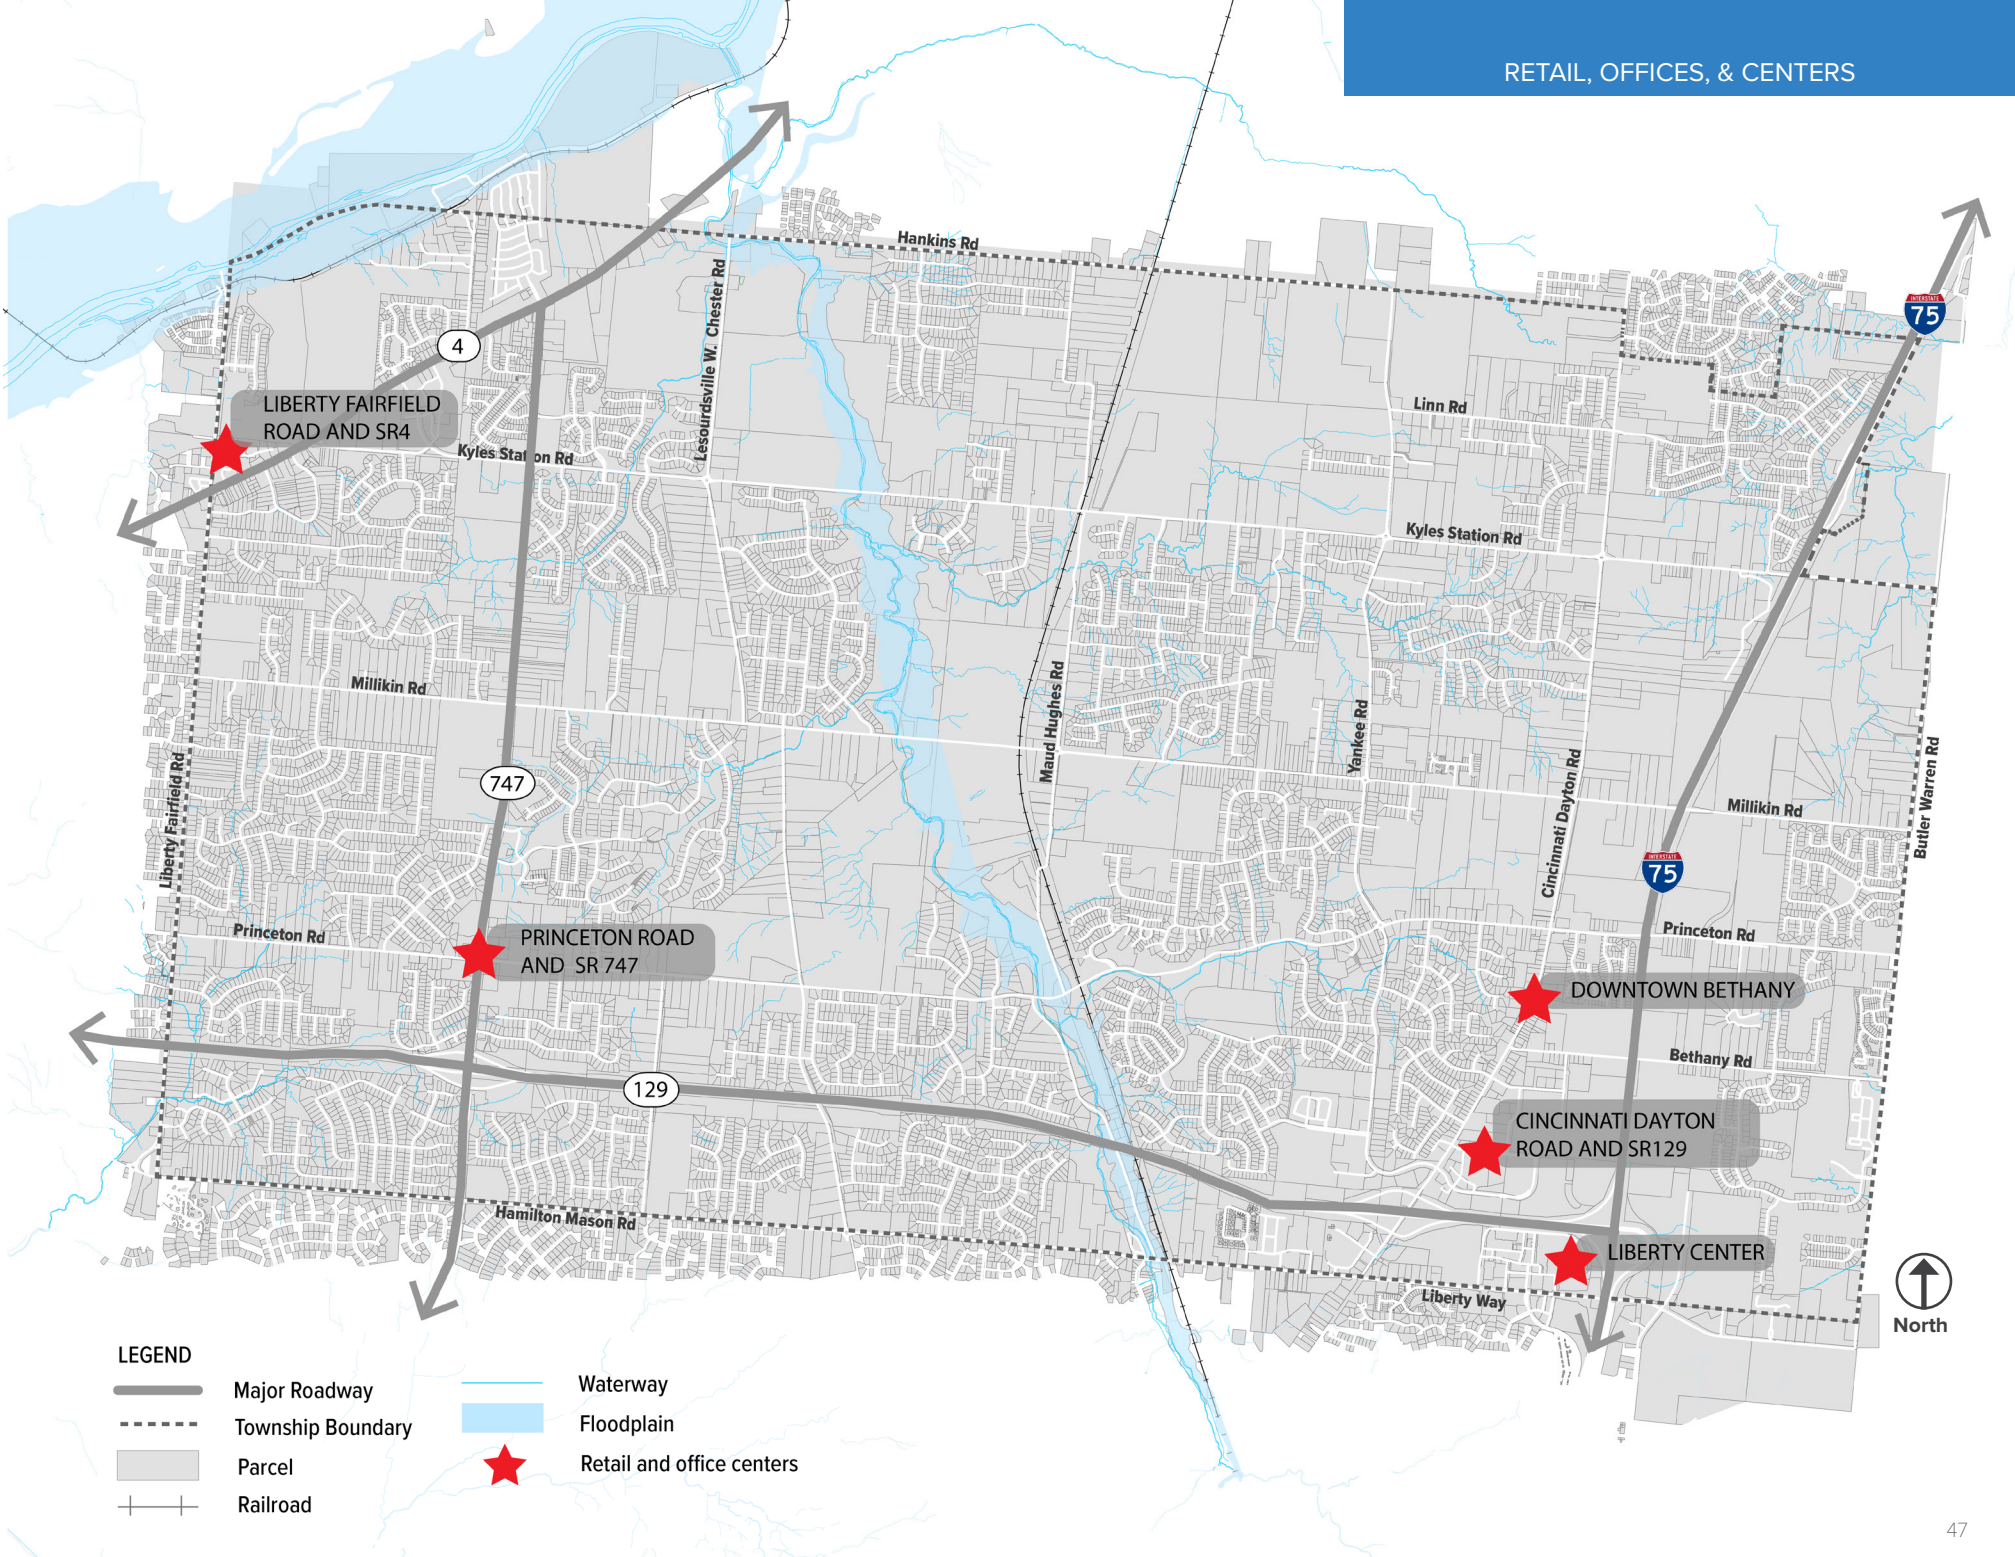 RETAIL, OFFICES, & CENTERS
Hankins Rd
INTERSTATE
75
4
Lesourdsville W. Chester Rd
LIBERTY FAIRFIELD
ROAD AND SR4
Linn Rd
Kyles Station Rd
Kyles Station Rd
Millikin Rd
Maud Hughes Rd
Yankee Rd
747
Liberty Fairfield Rd
Cincinnati Dayton Rd
Butler Warren Rd
Millikin Rd
INTERSTATE
75
Princeton Rd
PRINCETON ROAD
AND SR 747
Princeton Rd
DOWNTOWN BETHANY
Bethany Rd
129
CINCINNATI DAYTON
ROAD AND SR129
Hamilton Mason Rd
LIBERTY CENTER
Liberty Way
North
LEGEND
Major Roadway
Township Boundary
Parcel
Railroad
Waterway
Floodplain
Retail and office centers
47